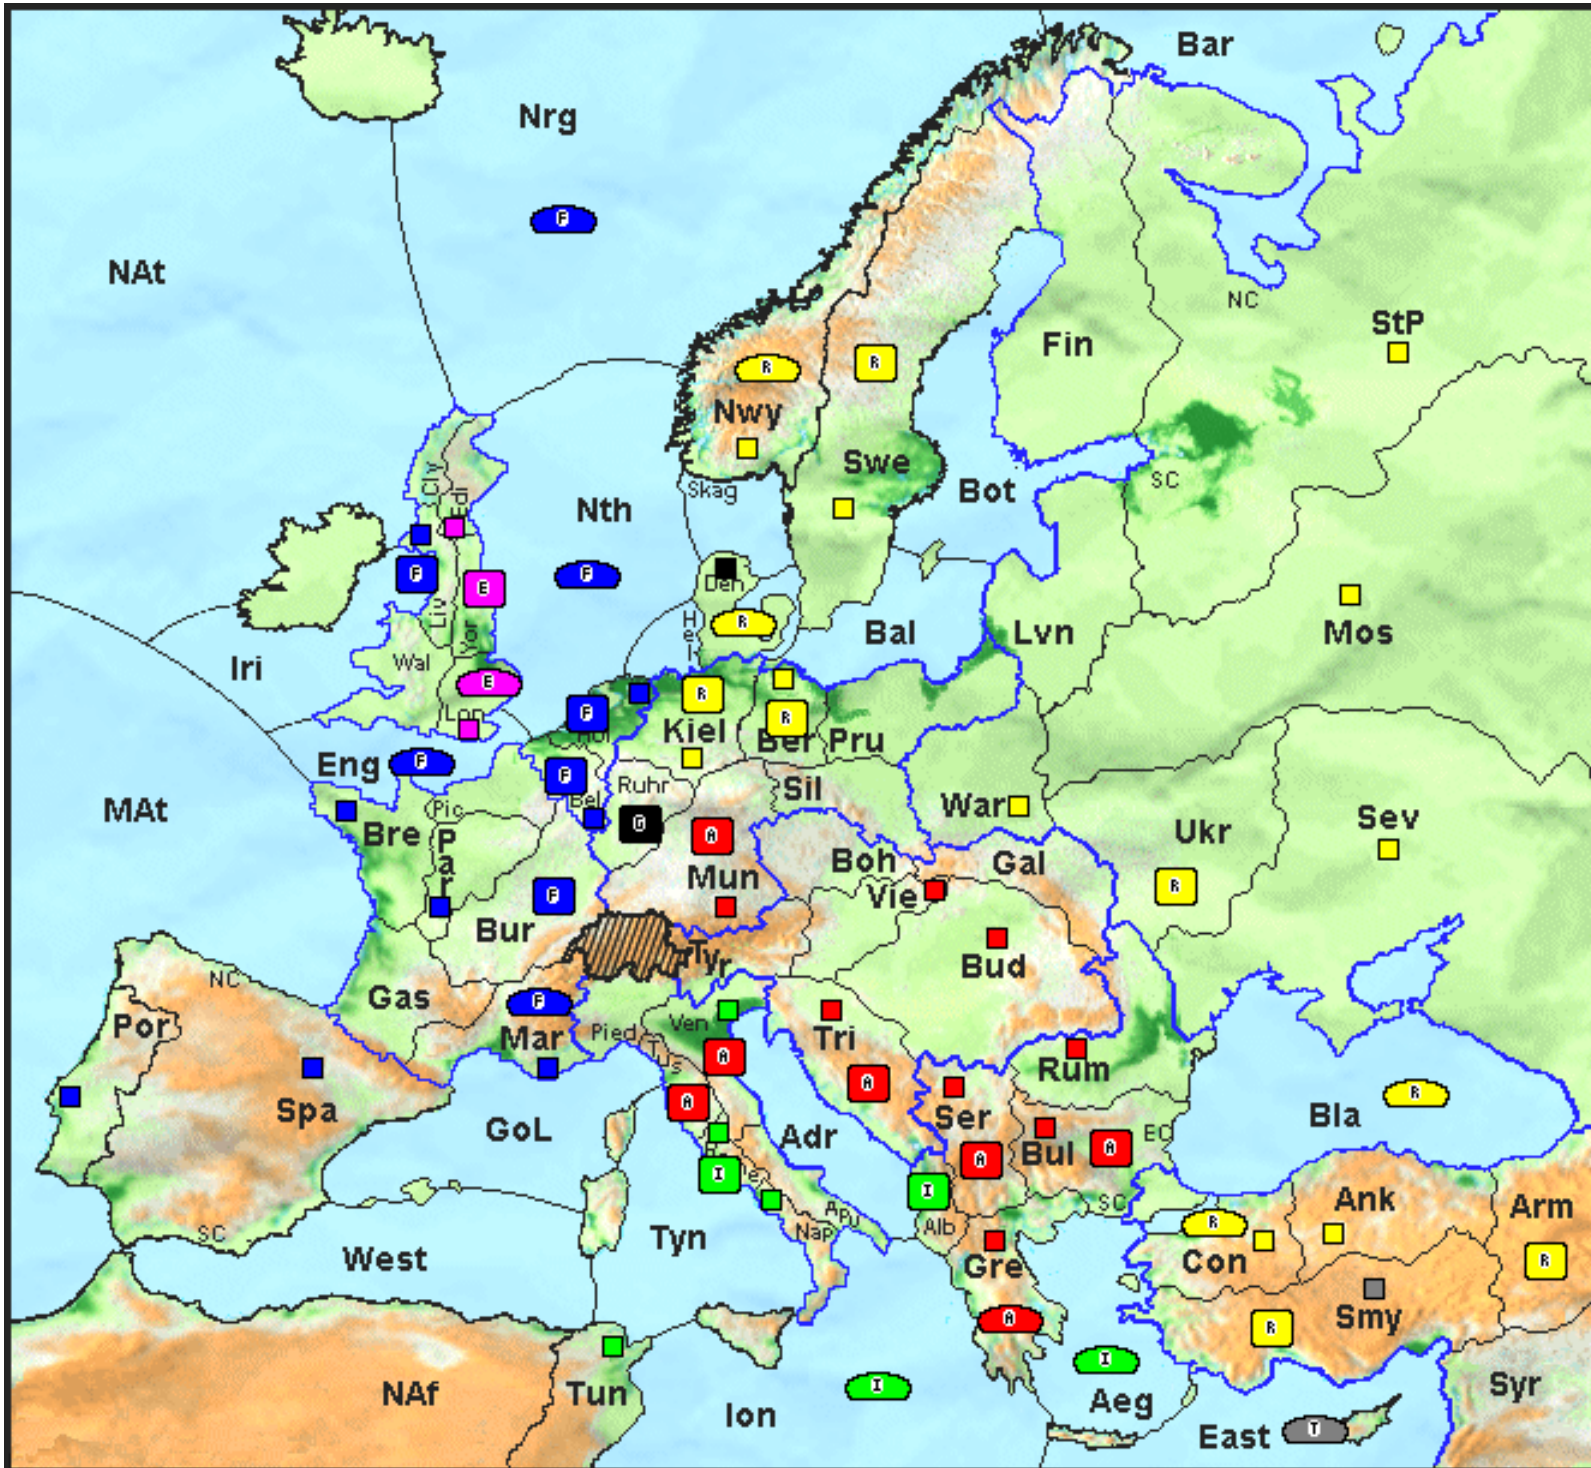 Bar
Nrg
F
NAt
NC
StP
Fin
R
R
Nwy
Swe
Cly
Edi
Skag
Bot
SC
Nth
F
F
E
Den
R
Hel
Liv
Yor
Wal
Iri
Bal
Lvn
Mos
E
Lon
F
Hol
R
Kiel
R
Ber
Pru
Eng
F
F
Bel
Ruhr
Sil
MAt
Pic
Bre
Par
G
A
War
Ukr
Sev
Boh
Gal
Mun
Vie
R
F
Bur
Tyr
Bud
NC
Gas
F
Mar
Por
Pied
Ven
Tus
A
Tri
A
Rum
Spa
GoL
A
Adr
Ser
A
Bul
A
EC
R
Bla
I
I
Apu
Nap
Alb
SC
Ank
Arm
SC
West
Tyn
Gre
R
Con
R
A
R
Smy
I
Aeg
NAf
Tun
Ion
I
East
T
Syr